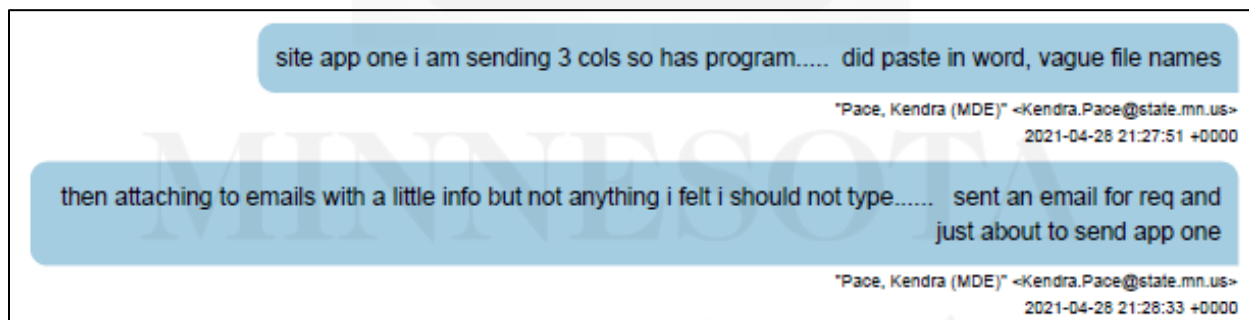 site app one i am sending 3 cols so has program..... did paste in word, vague file names
"Pace, Kendra (MDE)" <Kendra.Pace@state.mn.us>
2021-04-28 21:27:51 +0000
then attaching to emails with a little info but not anything i felt i should not type...... sent an email for req and
just about to send app one
"Pace, Kendra (MDE)" <Kendra.Pace@state.mn.us>
2021-04-28 21:28:33 +0000
MINNESOTA